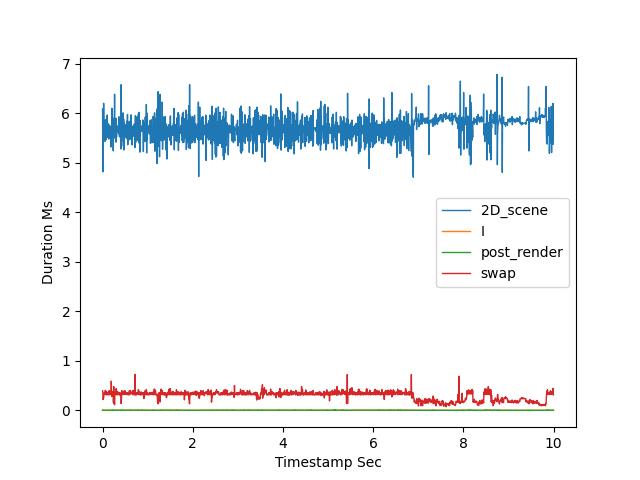 7
6
5
4
3
2
1
0
Duration Ms
2D_scene
I
post_render
swap
0 2 4 6 8 10
Timestamp Sec